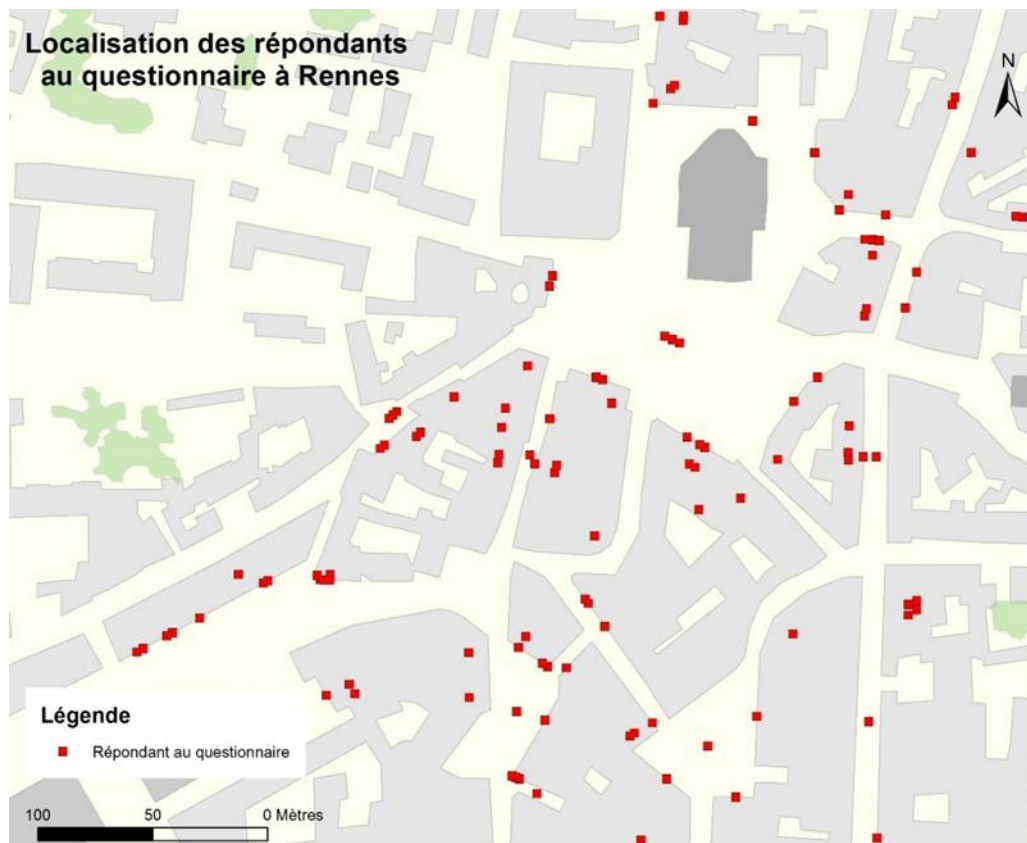 Localisation des répondants
au questionnaire à Rennes
N
Légende
Répondant au questionnaire
100 50 0 Mètres